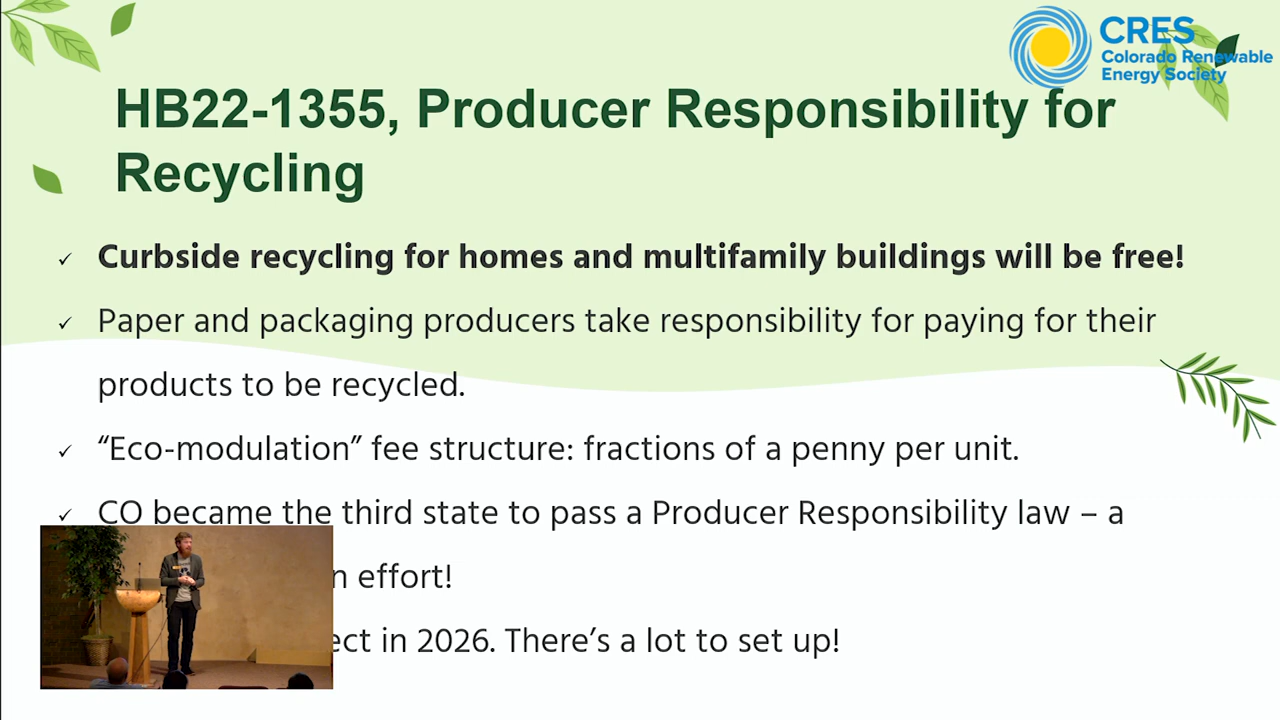 CRES
Colorado Renewable
Energy Society
HB22-1355, Producer Responsibility for
Recycling
✓ Curbside recycling for homes and multifamily buildings will be free!
✓ Paper and packaging producers take responsibility for paying for their
products to be recycled.
✓ “Eco-modulation” fee structure: fractions of a penny per unit.
✓ CO became the third state to pass a Producer Responsibility law – a
effort!
in 2026. There’s a lot to set up!